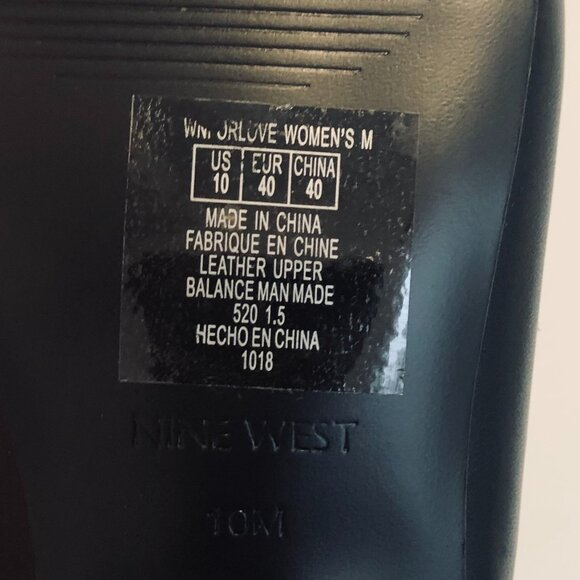 WOMEN'S M
US EUR CHINA
10 40 40
MADE IN CHINA
FABRIQUE EN CHINE
LEATHER UPPER
BALANCE MAN MADE
520 1.5
HECHO EN CHINA
1018
NINE WEST
10M